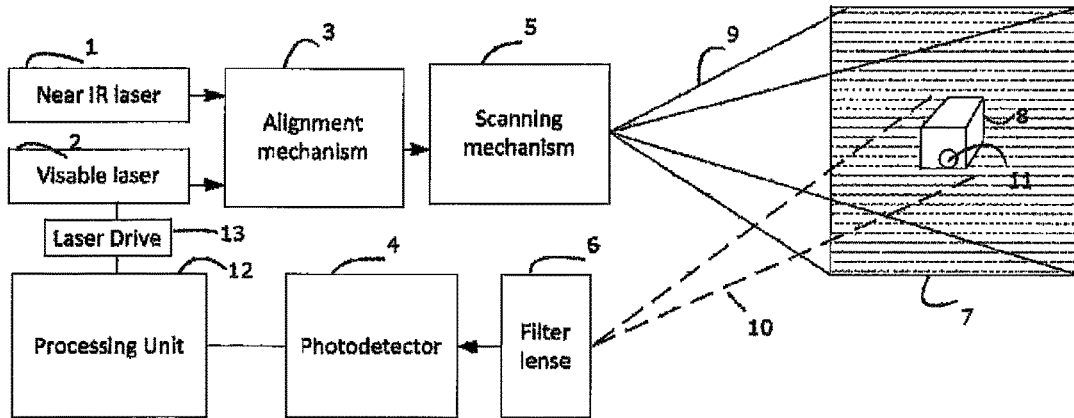 1
Near IR laser
2
Visable laser
Laser Drive
13
3
Alignment
mechanism
5
Scanning
mechanism
9
8
11
7
10
12
Processing Unit
4
Photodetector
6
Filter
lense